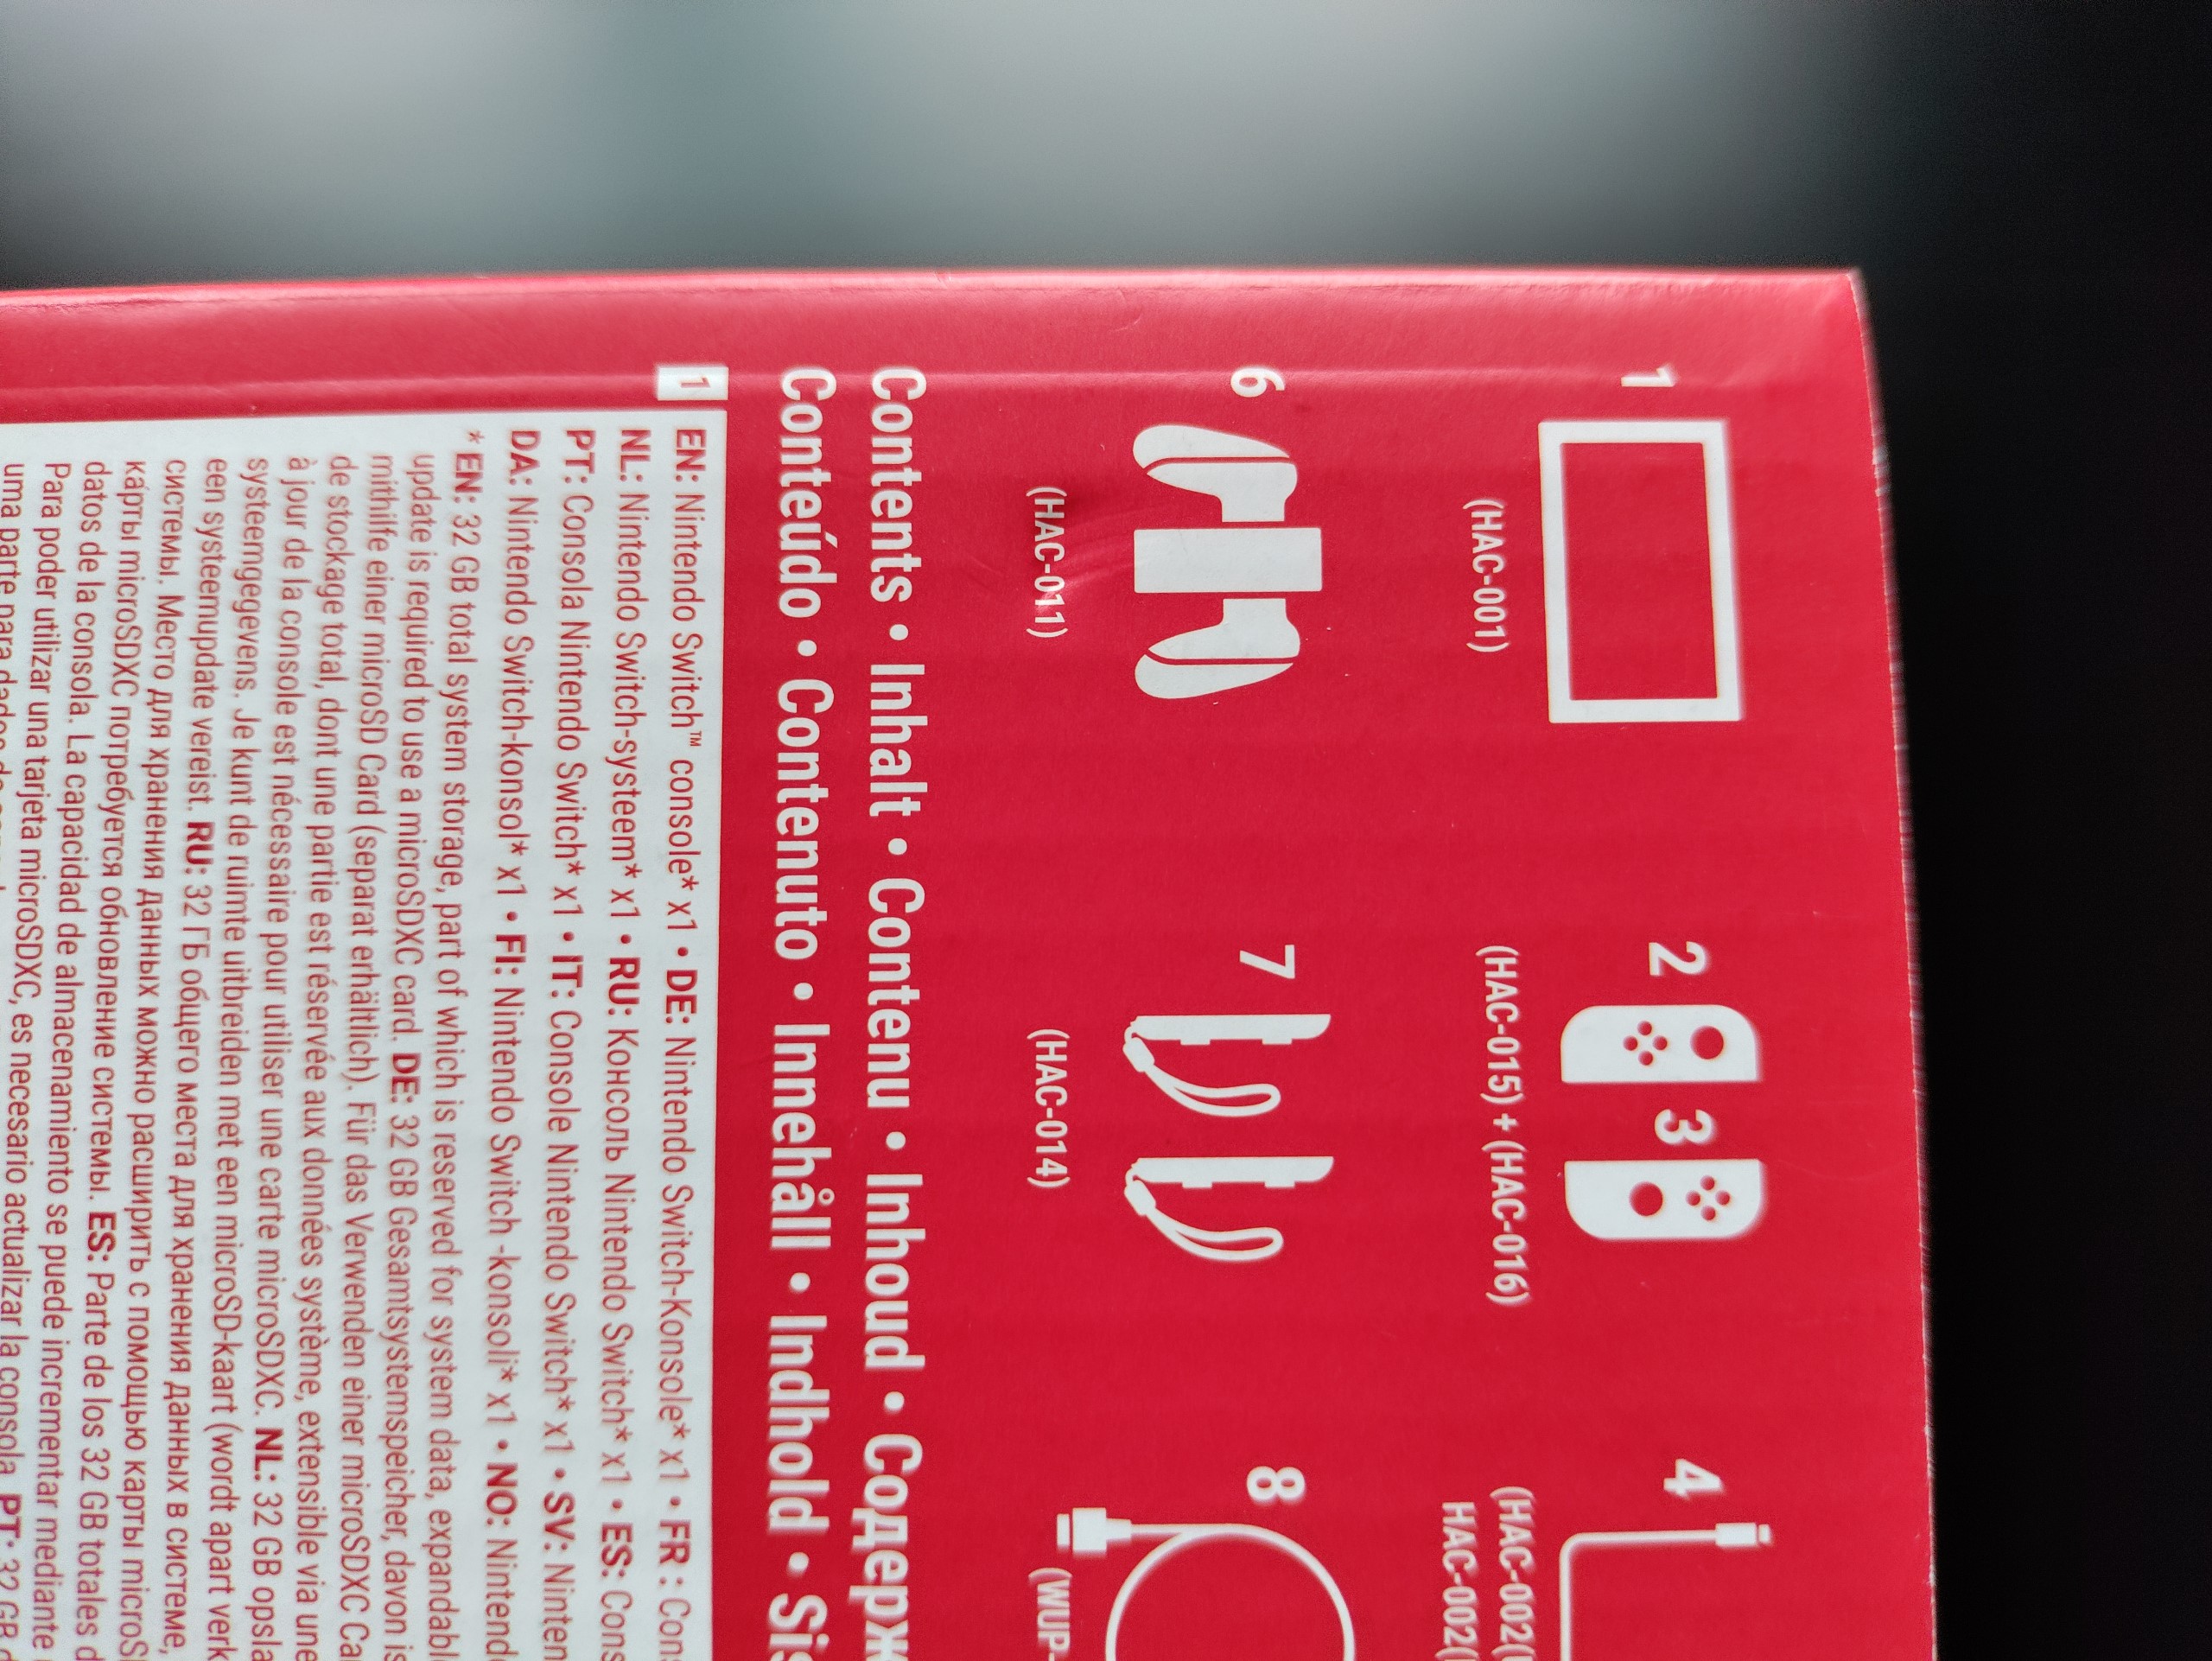 1 2 3 4
(HAC-001) (HAC-015) + (HAC-016) (HAC-002(
HAC-002(
6 7 8
(HAC-011) (HAC-014) (WUP-
Contents • Inhalt • Contenu • Inhoud • Содерж
Conteúdo • Contenuto • Innehåll • Indhold • Sis
1 EN: Nintendo Switch™ console* x1 • DE: Nintendo Switch-Konsole* x1 • FR : Cons
NL: Nintendo Switch-systeem* x1 • RU: Консоль Nintendo Switch* x1 • ES: Cons
PT: Consola Nintendo Switch* x1 • IT: Console Nintendo Switch* x1 • SV: Ninten
DA: Nintendo Switch-konsol* x1 • FI: Nintendo Switch -konsoli* x1 • NO: Nintend
*EN: 32 GB total system storage, part of which is reserved for system data, expandabl
update is required to use a microSDXC card. DE: 32 GB Gesamtsystemspeicher, davon is
mithilfe einer microSD Card (separat erhältlich). Für das Verwenden einer microSDXC Ca
de stockage total, dont une partie est réservée aux données système, extensible via une
à jour de la console est nécessaire pour utiliser une carte microSDXC. NL: 32 GB opsla
systeemgegevens. Je kunt de ruimte uitbreiden met een microSD-kaart (wordt apart verk
een systeemupdate vereist. RU: 32 ГБ общего места для хранения данных в системе,
системы. Место для хранения данных можно расширить с помощью карты microS
карты microSDXC потребуется обновление системы. ES: Parte de los 32 GB totales d
datos de la consola. La capacidad de almacenamiento se puede incrementar mediante
Para poder utilizar una tarjeta microSDXC, es necesario actualizar la consola. PT: 32 GB d
uma parte para dados de